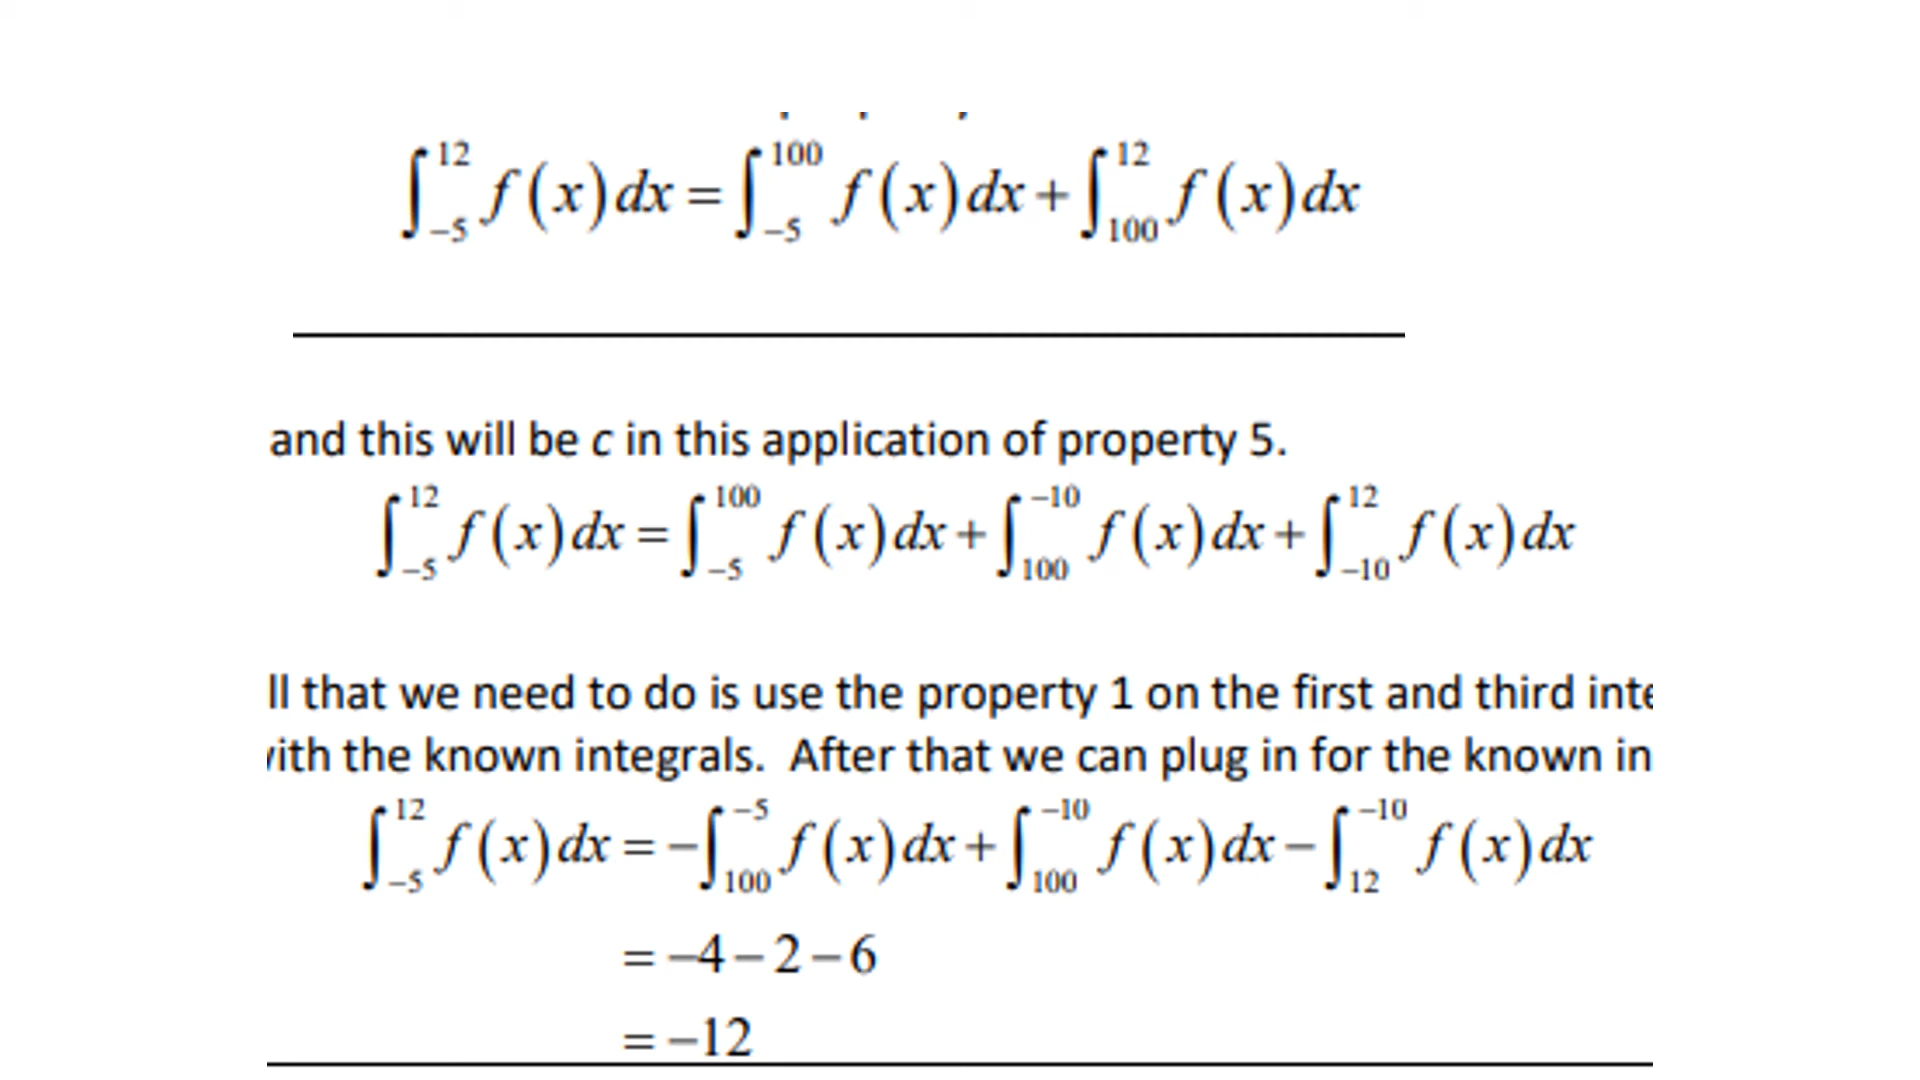 ∫_{-5}^{12} f(x)dx = ∫_{-5}^{100} f(x)dx + ∫_{100}^{12} f(x)dx
and this will be c in this application of property 5.
∫_{-5}^{12} f(x)dx = ∫_{-5}^{100} f(x)dx + ∫_{100}^{-10} f(x)dx + ∫_{-10}^{12} f(x)dx
ll that we need to do is use the property 1 on the first and third inte
ith the known integrals. After that we can plug in for the known in
∫_{-5}^{12} f(x)dx = -∫_{100}^{-5} f(x)dx + ∫_{100}^{-10} f(x)dx - ∫_{12}^{-10} f(x)dx
= -4 - 2 - 6
= -12